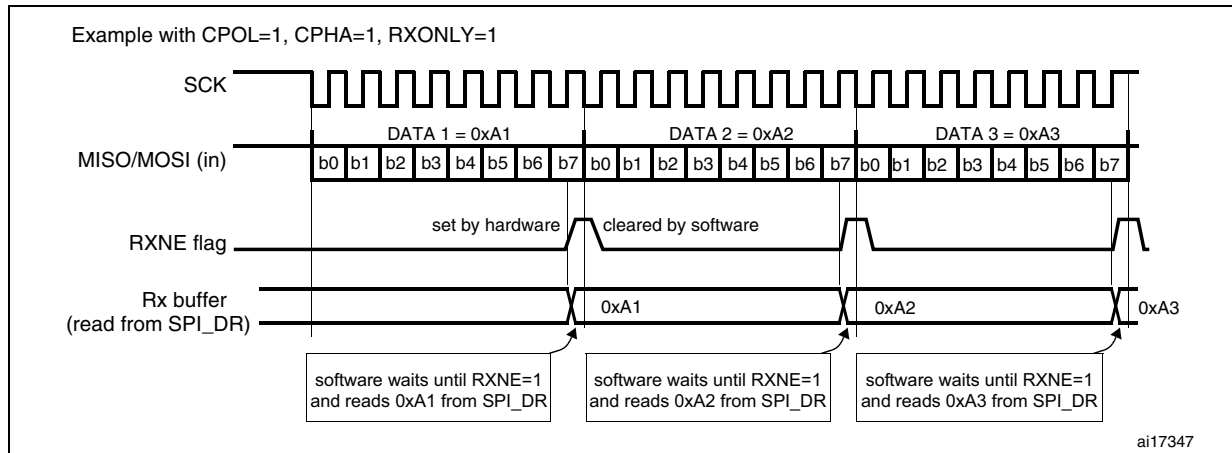 Example with CPOL=1, CPHA=1, RXONLY=1
SCK
DATA 1 = 0xA1 DATA 2 = 0xA2 DATA 3 = 0xA3
MISO/MOSI (in) b0 b1 b2 b3 b4 b5 b6 b7 b0 b1 b2 b3 b4 b5 b6 b7 b0 b1 b2 b3 b4 b5 b6 b7
set by hardware cleared by software
RXNE flag
Rx buffer
(read from SPI_DR)
0xA1 0xA2 0xA3
software waits until RXNE=1
and reads 0xA1 from SPI_DR
software waits until RXNE=1
and reads 0xA2 from SPI_DR
software waits until RXNE=1
and reads 0xA3 from SPI_DR
ai17347